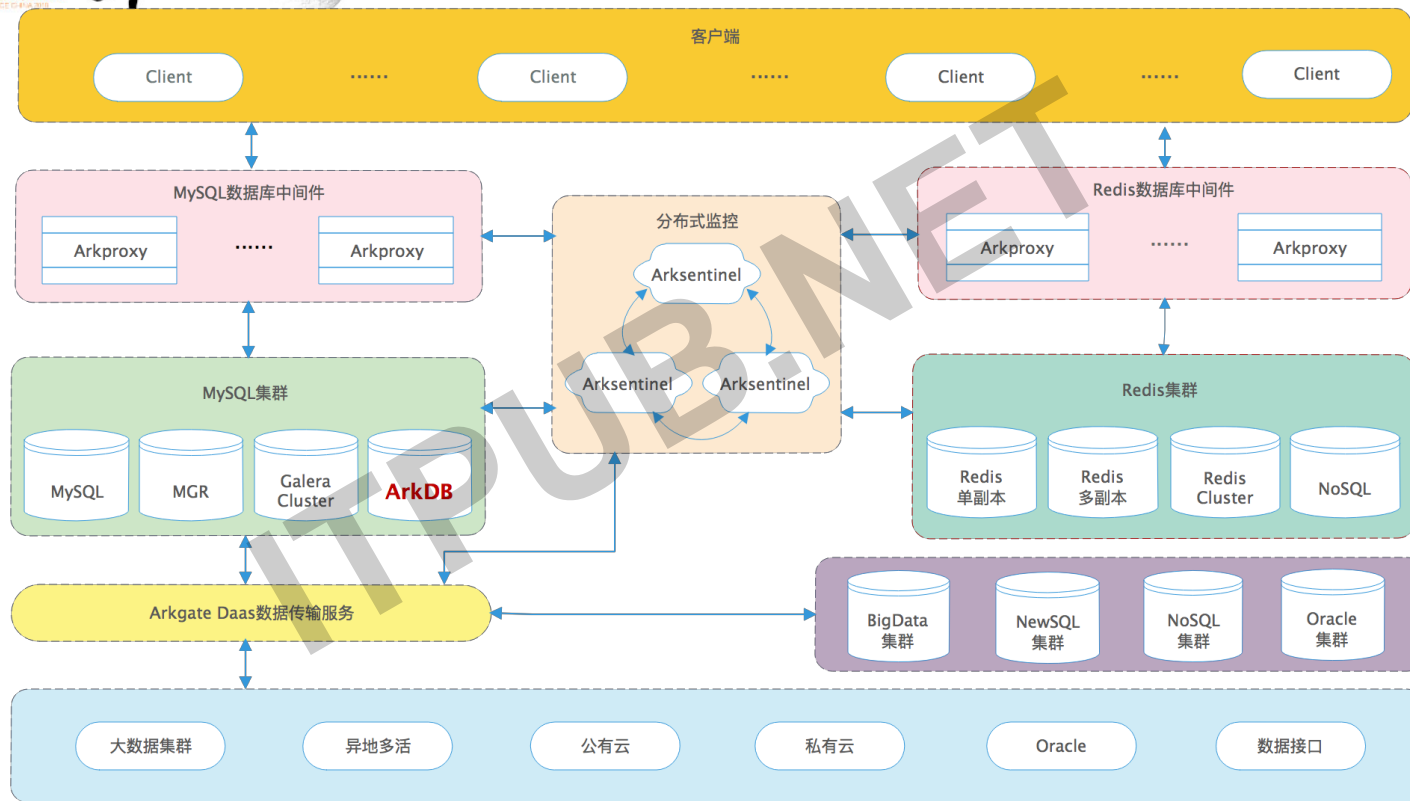 客户端
Client
......
Client
......
Client
......
Client
MySQL数据库中间件
Arkproxy
......
Arkproxy
分布式监控
Arksentinel
Arksentinel
Arksentinel
Redis数据库中间件
Arkproxy
......
Arkproxy
MySQL集群
MySQL
MGR
Galera
Cluster
ArkDB
Redis集群
Redis
单副本
Redis
多副本
Redis
Cluster
NoSQL
Arkgate Daas数据传输服务
BigData
集群
NewSQL
集群
NoSQL
集群
Oracle
集群
大数据集群
异地多活
公有云
私有云
Oracle
数据接口
ITPUB.NET